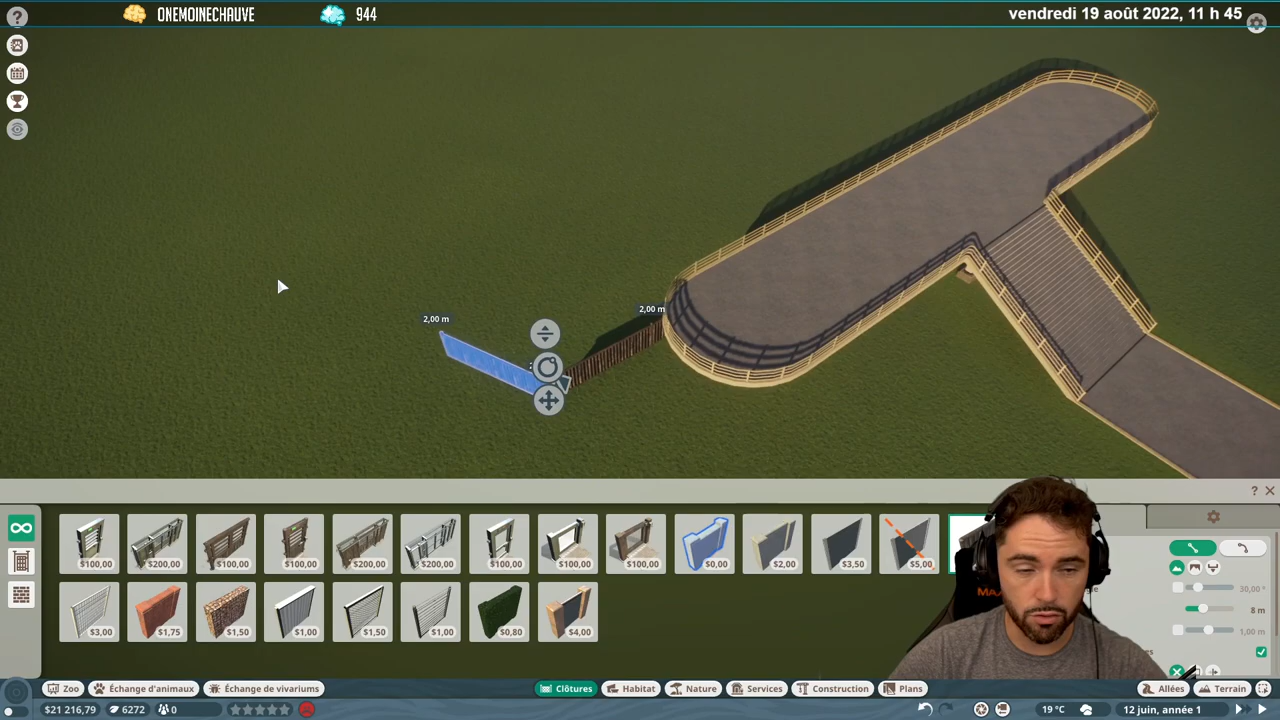 ?
ONEMOINECHAUVE
944
vendredi 19 août 2022, 11 h 45
2,00 m
2,00 m
?
$100,00
$200,00
$100,00
$100,00
$200,00
$200,00
$100,00
$100,00
$100,00
$0,00
$2,00
$3,50
$5,00
$3,00
$1,75
$1,50
$1,00
$1,50
$1,00
$0,80
$4,00
30,00 °
8 m
1,00 m
Zoo
Échange d'animaux
Échange de vivariums
Clôtures
Habitat
Nature
Services
Construction
Plans
Allées
Terrain
$21 216,79
6272
0
19 °C
12 juin, année 1